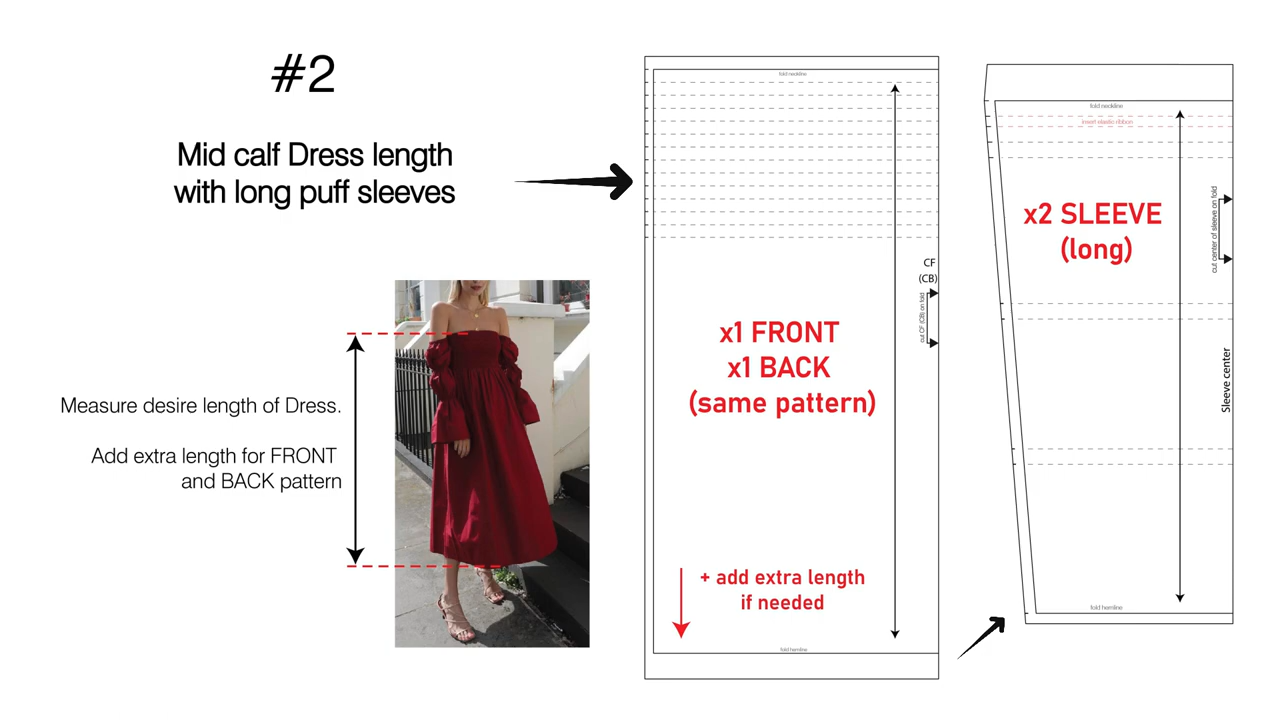 #2
Mid calf Dress length
with long puff sleeves
Measure desire length of Dress.
Add extra length for FRONT
and BACK pattern
fold neckline
CF
(CB)
cut CF (CB) on fold
x1 FRONT
x1 BACK
(same pattern)
+ add extra length
if needed
fold hemline
fold neckline
insert elastic ribbon
x2 SLEEVE
(long)
cut center of sleeve on fold
Sleeve center
fold hemline